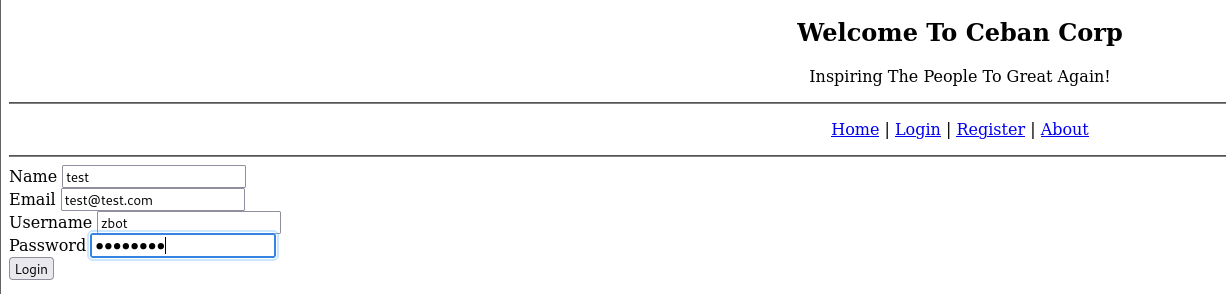 Welcome To Ceban Corp
Inspiring The People To Great Again!
Home | Login | Register | About
Name test
Email test@test.com
Username zbot
Password ●●●●●●●●
Login